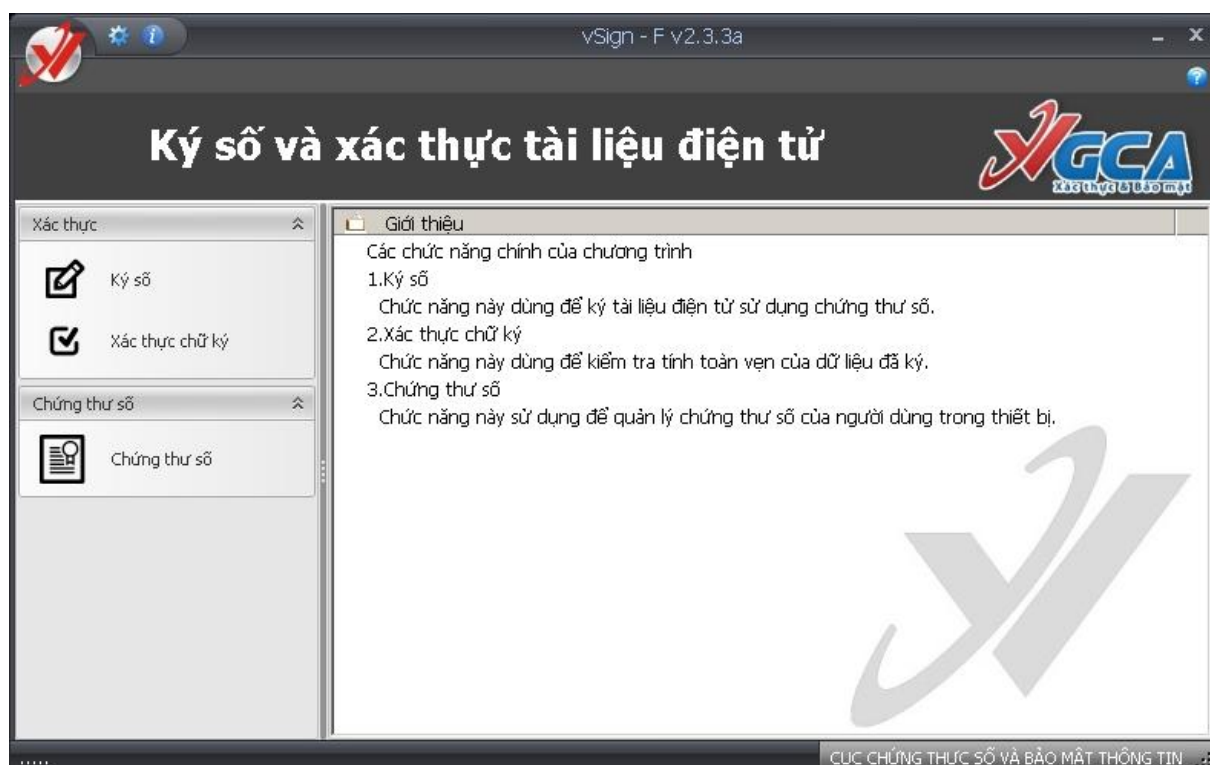 vSign - F v2.3.3a
Ký số và xác thực tài liệu điện tử
GCA
Xác thực & Bảo mật
Xác thực
Ký số
Xác thực chữ ký
Chứng thư số
Chứng thư số
Giới thiệu
Các chức năng chính của chương trình
1.Ký số
Chức năng này dùng để ký tài liệu điện tử sử dụng chứng thư số.
2.Xác thực chữ ký
Chức năng này dùng để kiểm tra tính toàn vẹn của dữ liệu đã ký.
3.Chứng thư số
Chức năng này sử dụng để quản lý chứng thư số của người dùng trong thiết bị.
CỤC CHỨNG THỰC SỐ VÀ BẢO MẬT THÔNG TIN